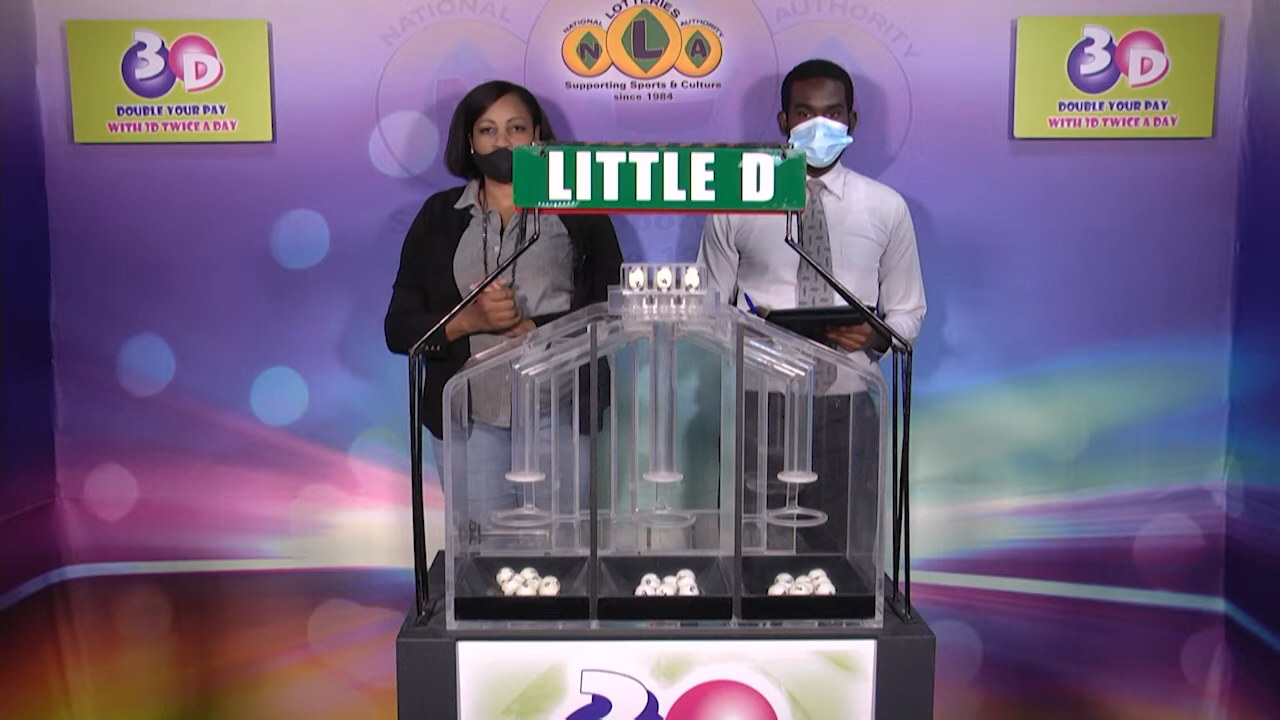 NATIONAL LOTTERIES AUTHORITY
NLA
Supporting Sports & Culture
since 1984
NATIONAL
AUTHORITY
3D
DOUBLE YOUR PAY
WITH 3D TWICE A DAY
3D
DOUBLE YOUR PAY
WITH 3D TWICE A DAY
LITTLE D